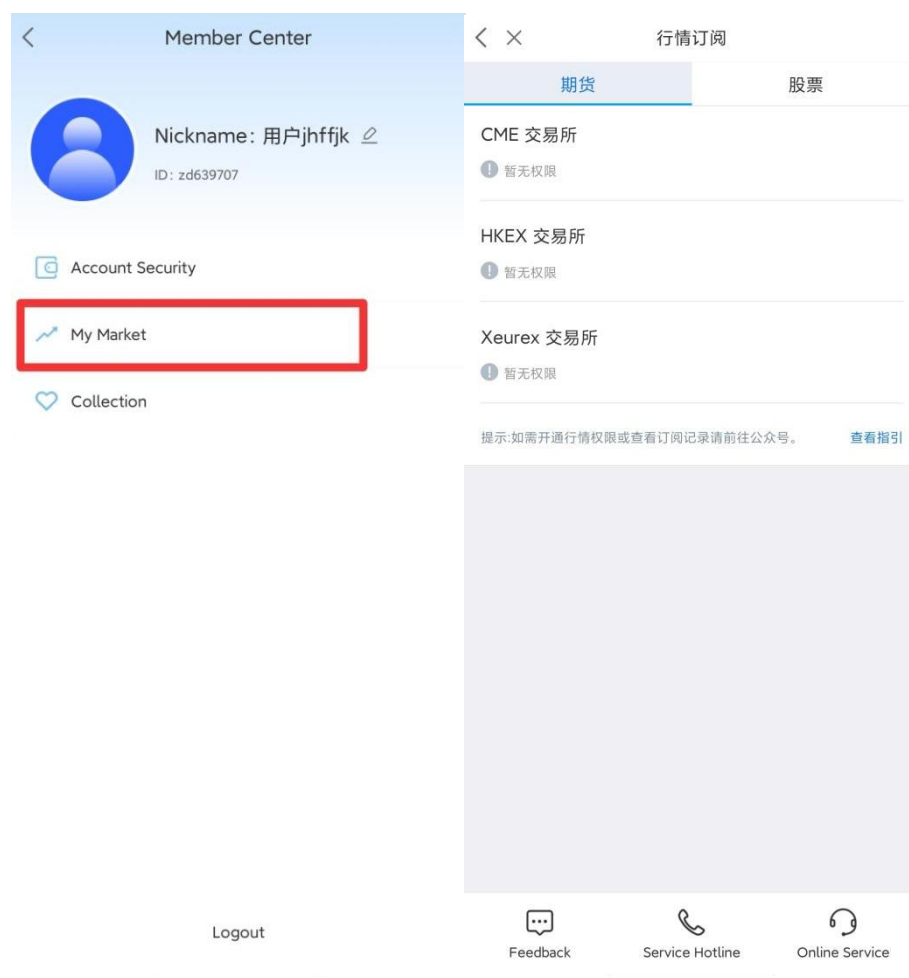 Member Center
Nickname: 用户jhffjk
ID: zd639707
Account Security
My Market
Collection
Logout
行情订阅
期货
股票
CME 交易所
暂无权限
HKEX 交易所
暂无权限
Xeurex 交易所
暂无权限
提示:如需开通行情权限或查看订阅记录请前往公众号。 查看指引
Feedback
Service Hotline
Online Service